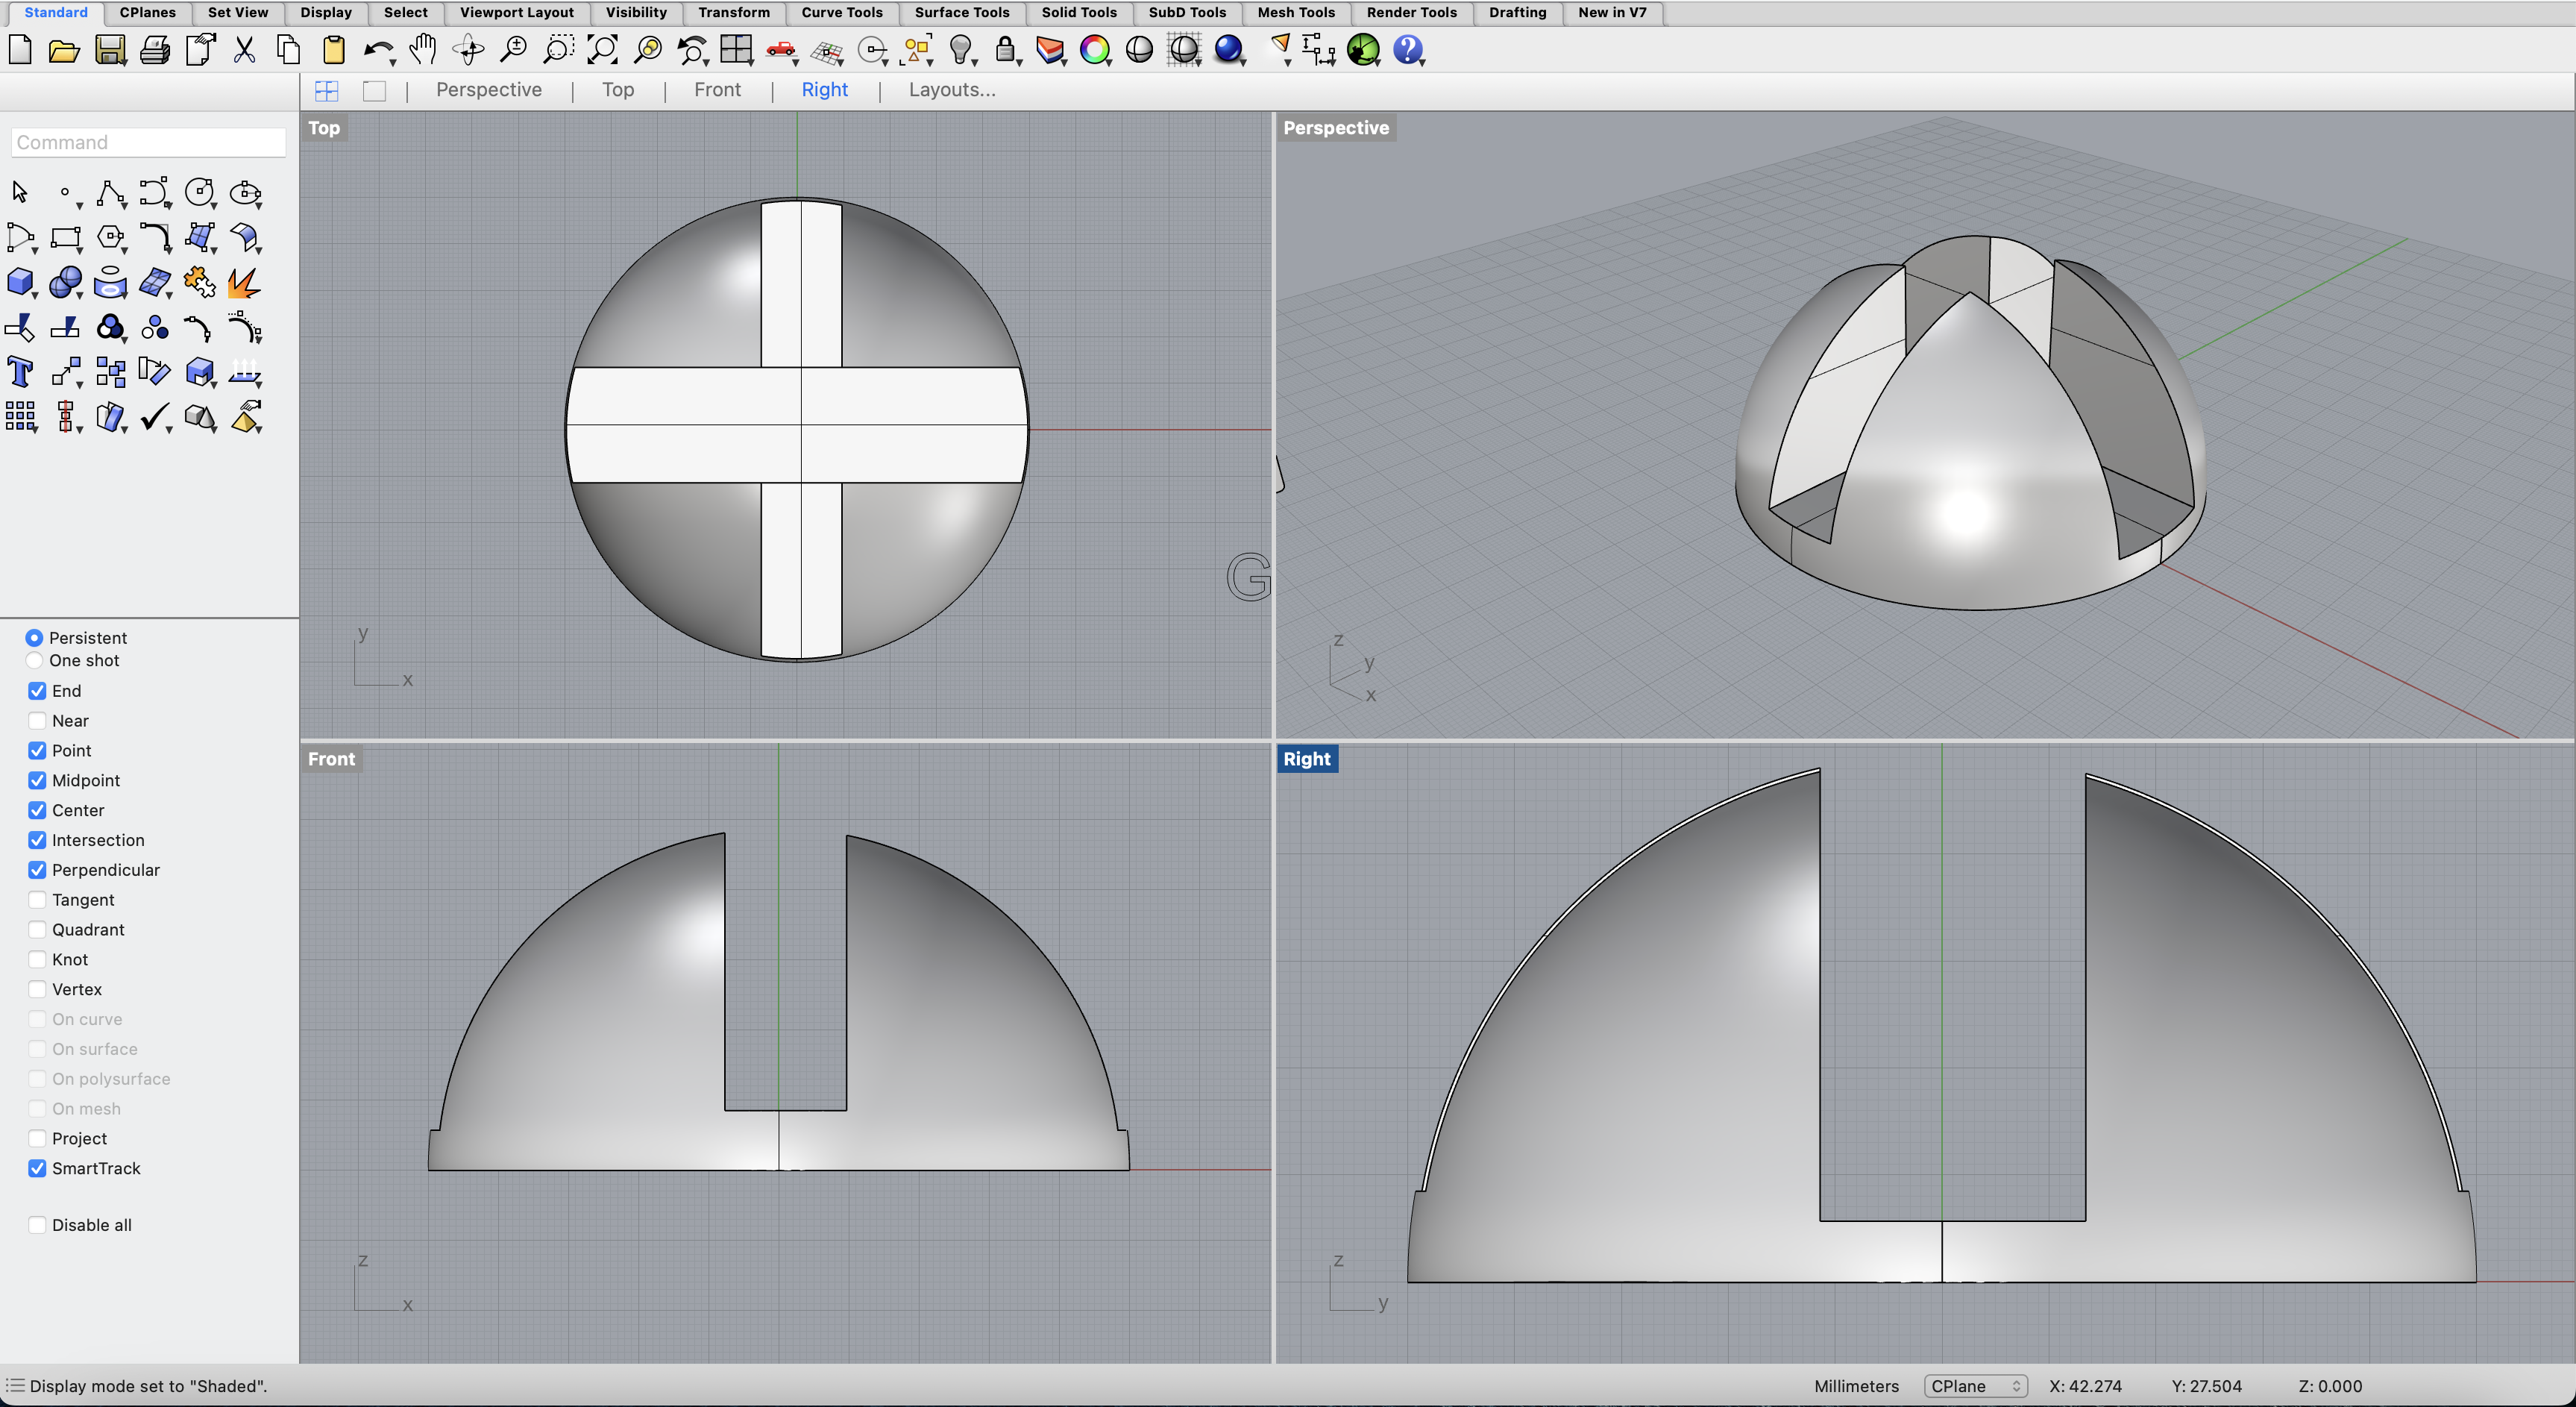 Standard CPlanes Set View Display Select Viewport Layout Visibility Transform Curve Tools Surface Tools Solid Tools SubD Tools Mesh Tools Render Tools Drafting New in V7
Perspective | Top | Front | Right | Layouts...
Command
Top
y
x
G
Perspective
z
y
x
Front
z
x
Right
z
y
Persistent
One shot
End
Near
Point
Midpoint
Center
Intersection
Perpendicular
Tangent
Quadrant
Knot
Vertex
On curve
On surface
On polysurface
On mesh
Project
SmartTrack
Disable all
Display mode set to "Shaded".
Millimeters CPlane X: 42.274 Y: 27.504 Z: 0.000